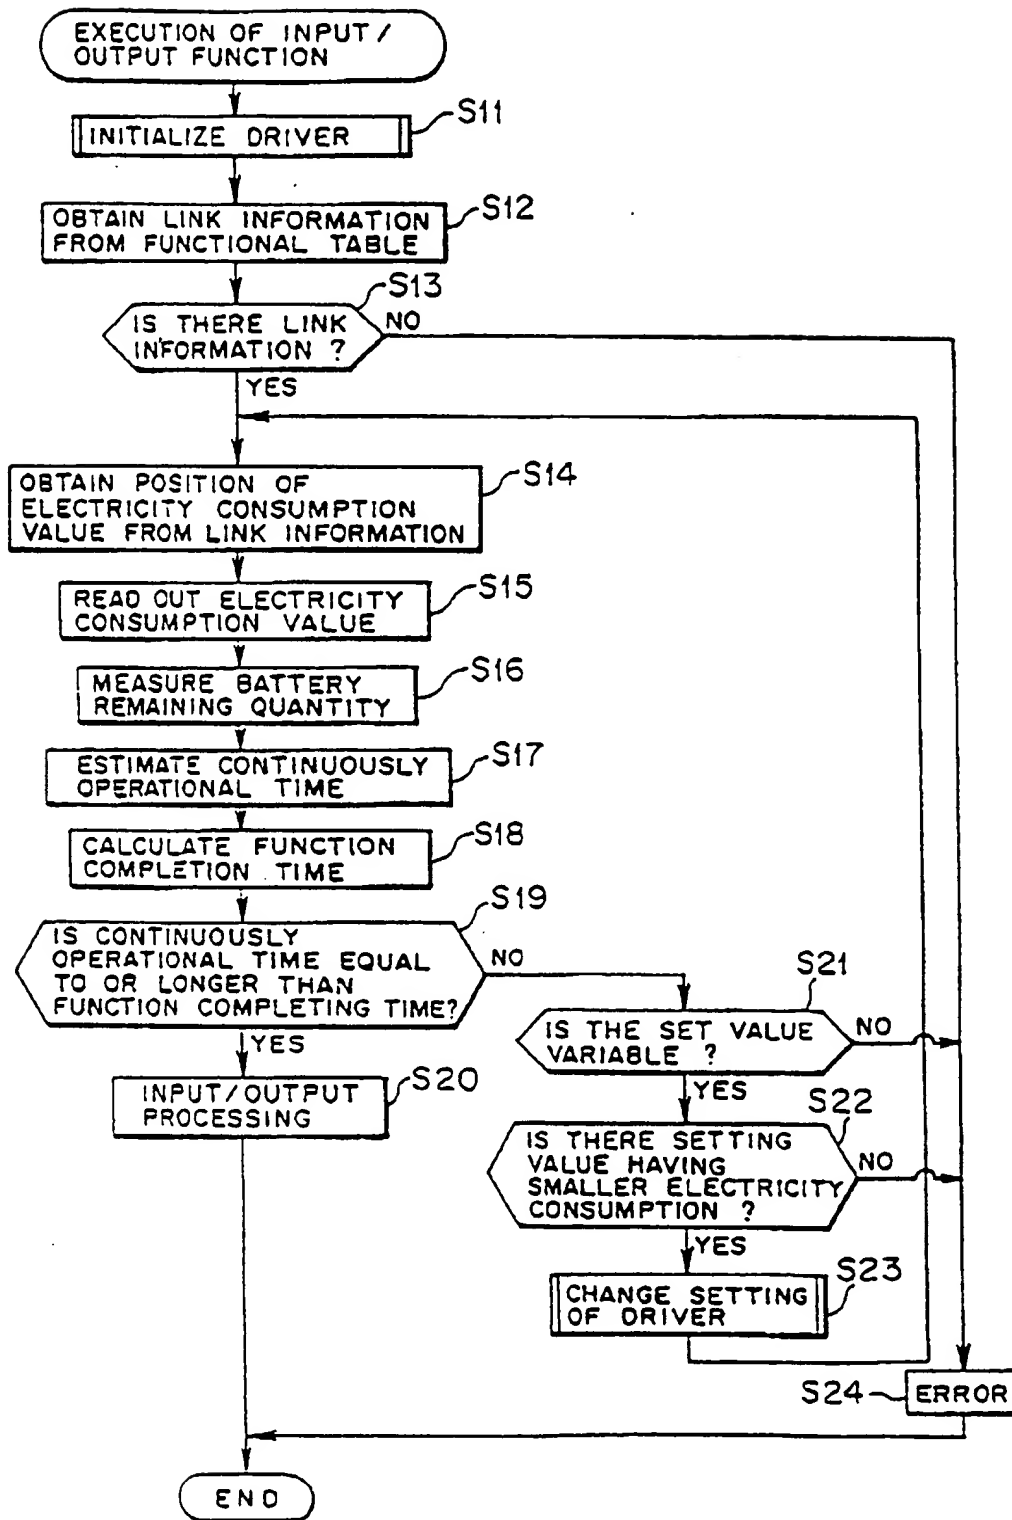 EXECUTION OF INPUT /
OUTPUT FUNCTION
S11
INITIALIZE DRIVER
S12
OBTAIN LINK INFORMATION
FROM FUNCTIONAL TABLE
S13
IS THERE LINK
INFORMATION ?
NO
YES
S14
OBTAIN POSITION OF
ELECTRICITY CONSUMPTION
VALUE FROM LINK INFORMATION
S15
READ OUT ELECTRICITY
CONSUMPTION VALUE
S16
MEASURE BATTERY
REMAINING QUANTITY
S17
ESTIMATE CONTINUOUSLY
OPERATIONAL TIME
S18
CALCULATE FUNCTION
COMPLETION TIME
S19
IS CONTINUOUSLY
OPERATIONAL TIME EQUAL
TO OR LONGER THAN
FUNCTION COMPLETING TIME?
NO
YES
S20
INPUT/OUTPUT
PROCESSING
S21
IS THE SET VALUE
VARIABLE ?
NO
YES
S22
IS THERE SETTING
VALUE HAVING
SMALLER ELECTRICITY
CONSUMPTION ?
NO
YES
S23
CHANGE SETTING
OF DRIVER
S24
ERROR
END